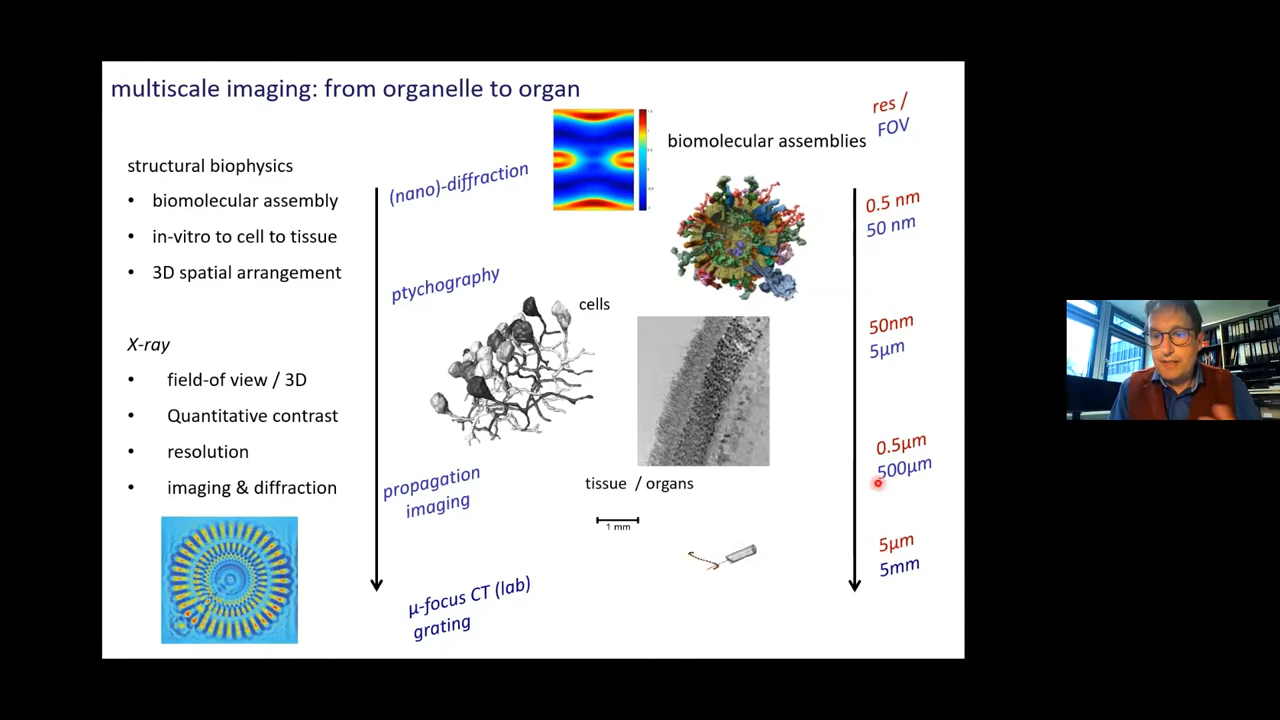 multiscale imaging: from organelle to organ
res /
FOV
biomolecular assemblies
structural biophysics
• biomolecular assembly
• in-vitro to cell to tissue
• 3D spatial arrangement
(nano)-diffraction
0.5 nm
50 nm
ptychography
cells
50nm
5µm
X-ray
• field-of view / 3D
• Quantitative contrast
• resolution
• imaging & diffraction
propagation
imaging
tissue / organs
0.5µm
500µm
1 mm
5µm
5mm
µ-focus CT (lab)
grating